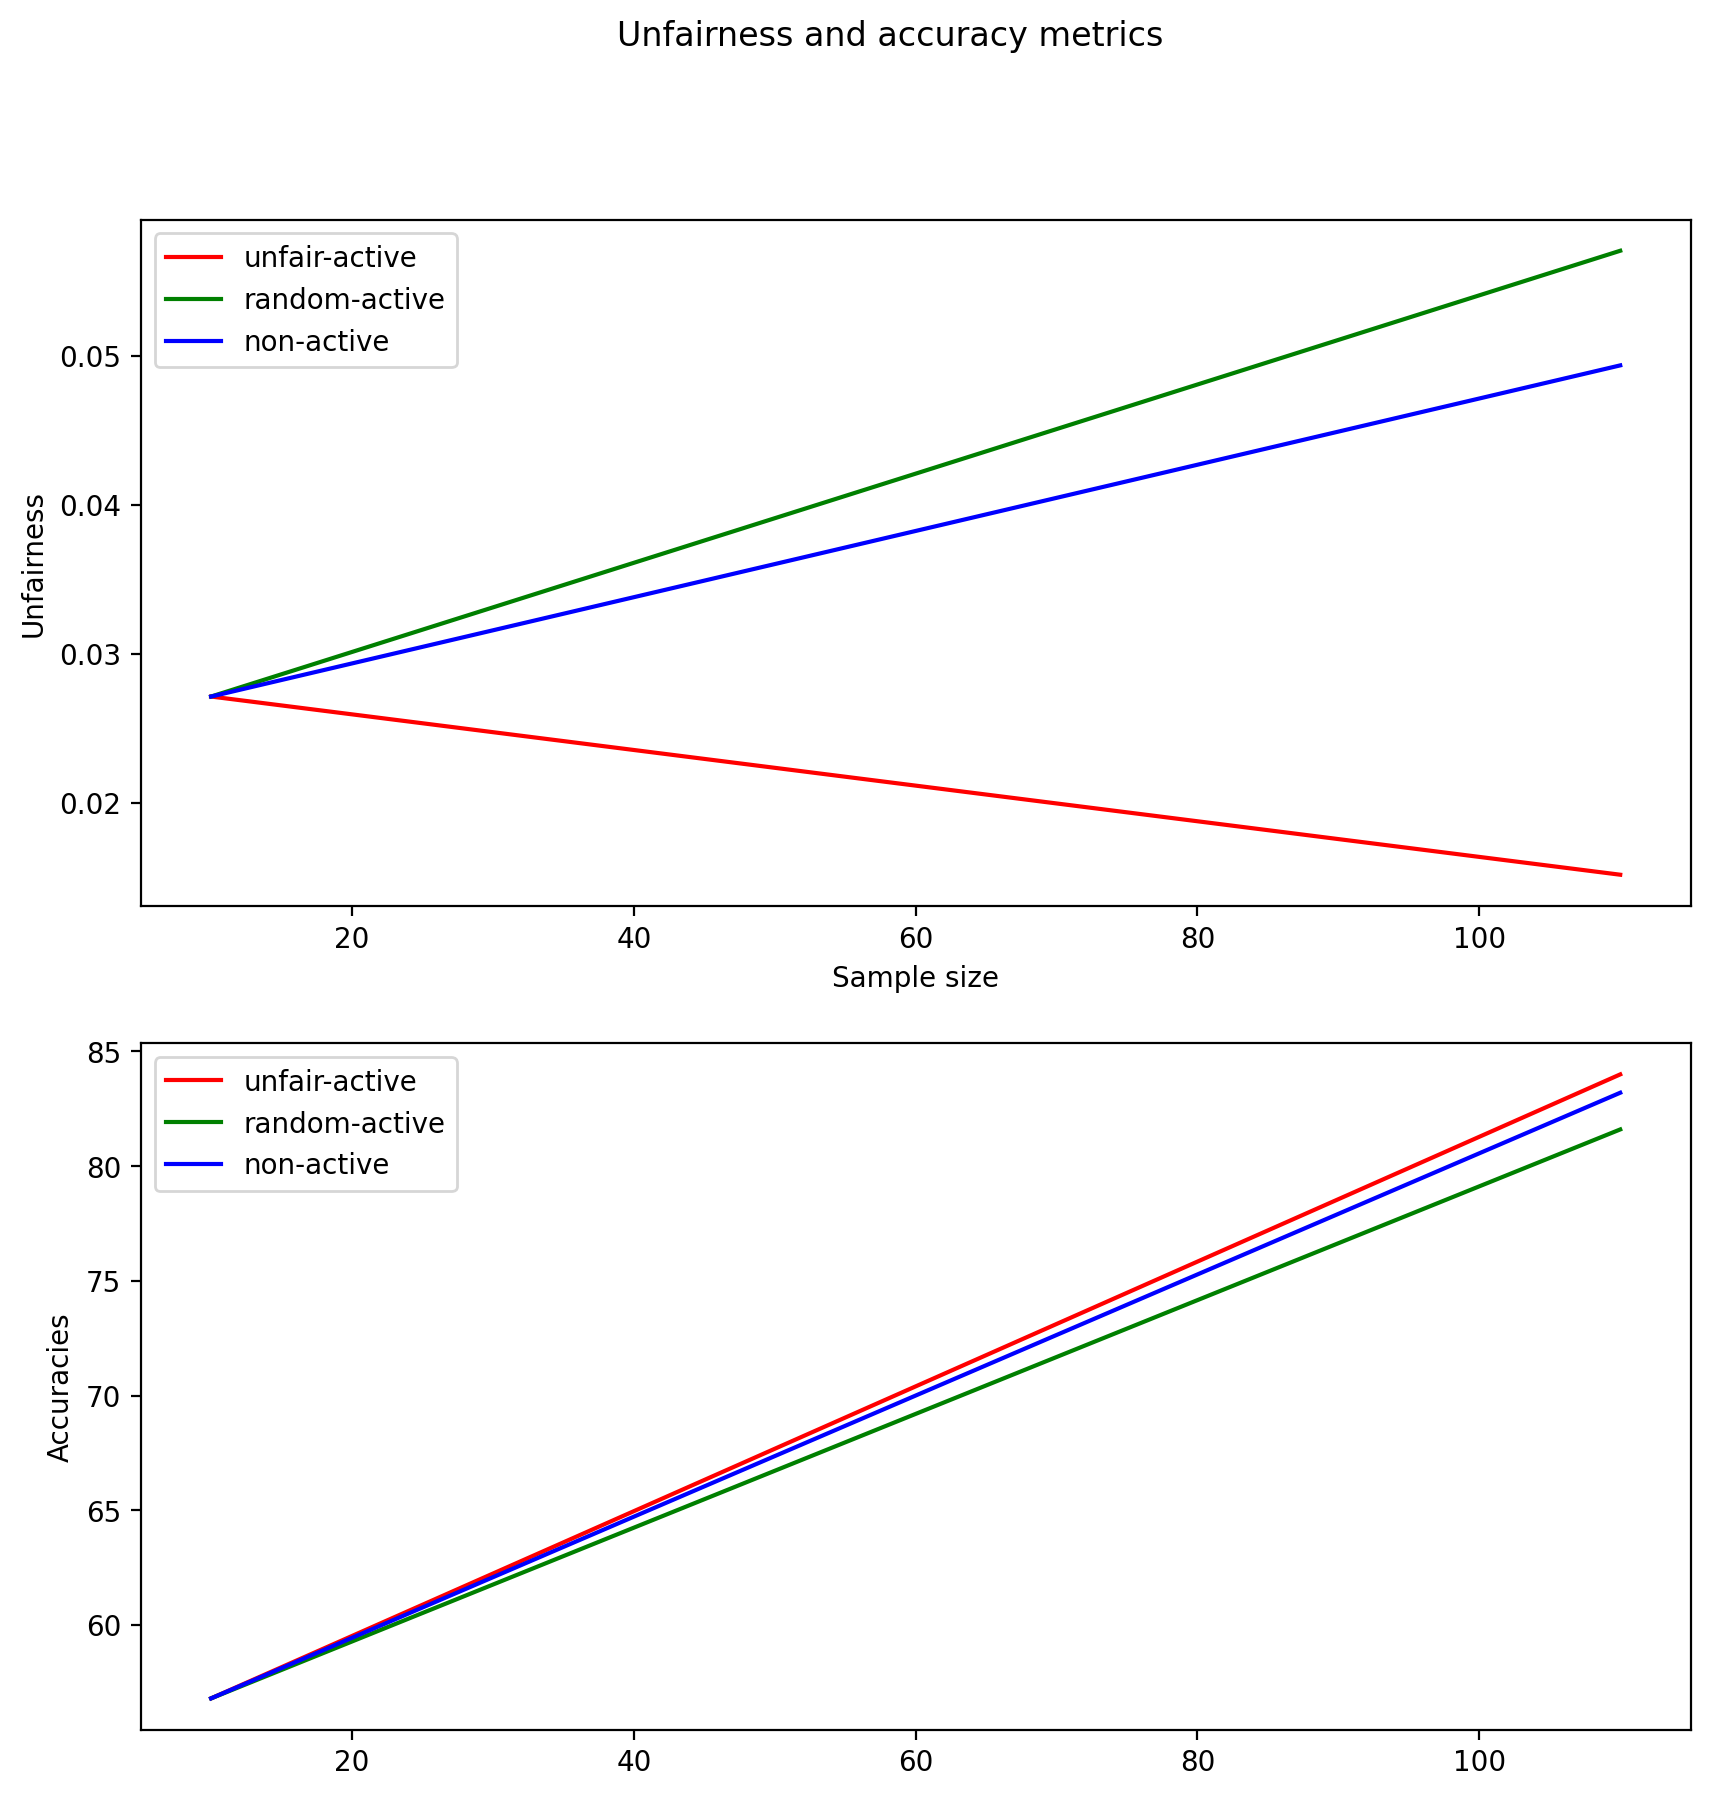 Unfairness and accuracy metrics
unfair-active
random-active
non-active
0.05
0.04
0.03
0.02
Unfairness
20 40 60 80 100
Sample size
unfair-active
random-active
non-active
85
80
75
70
65
60
Accuracies
20 40 60 80 100